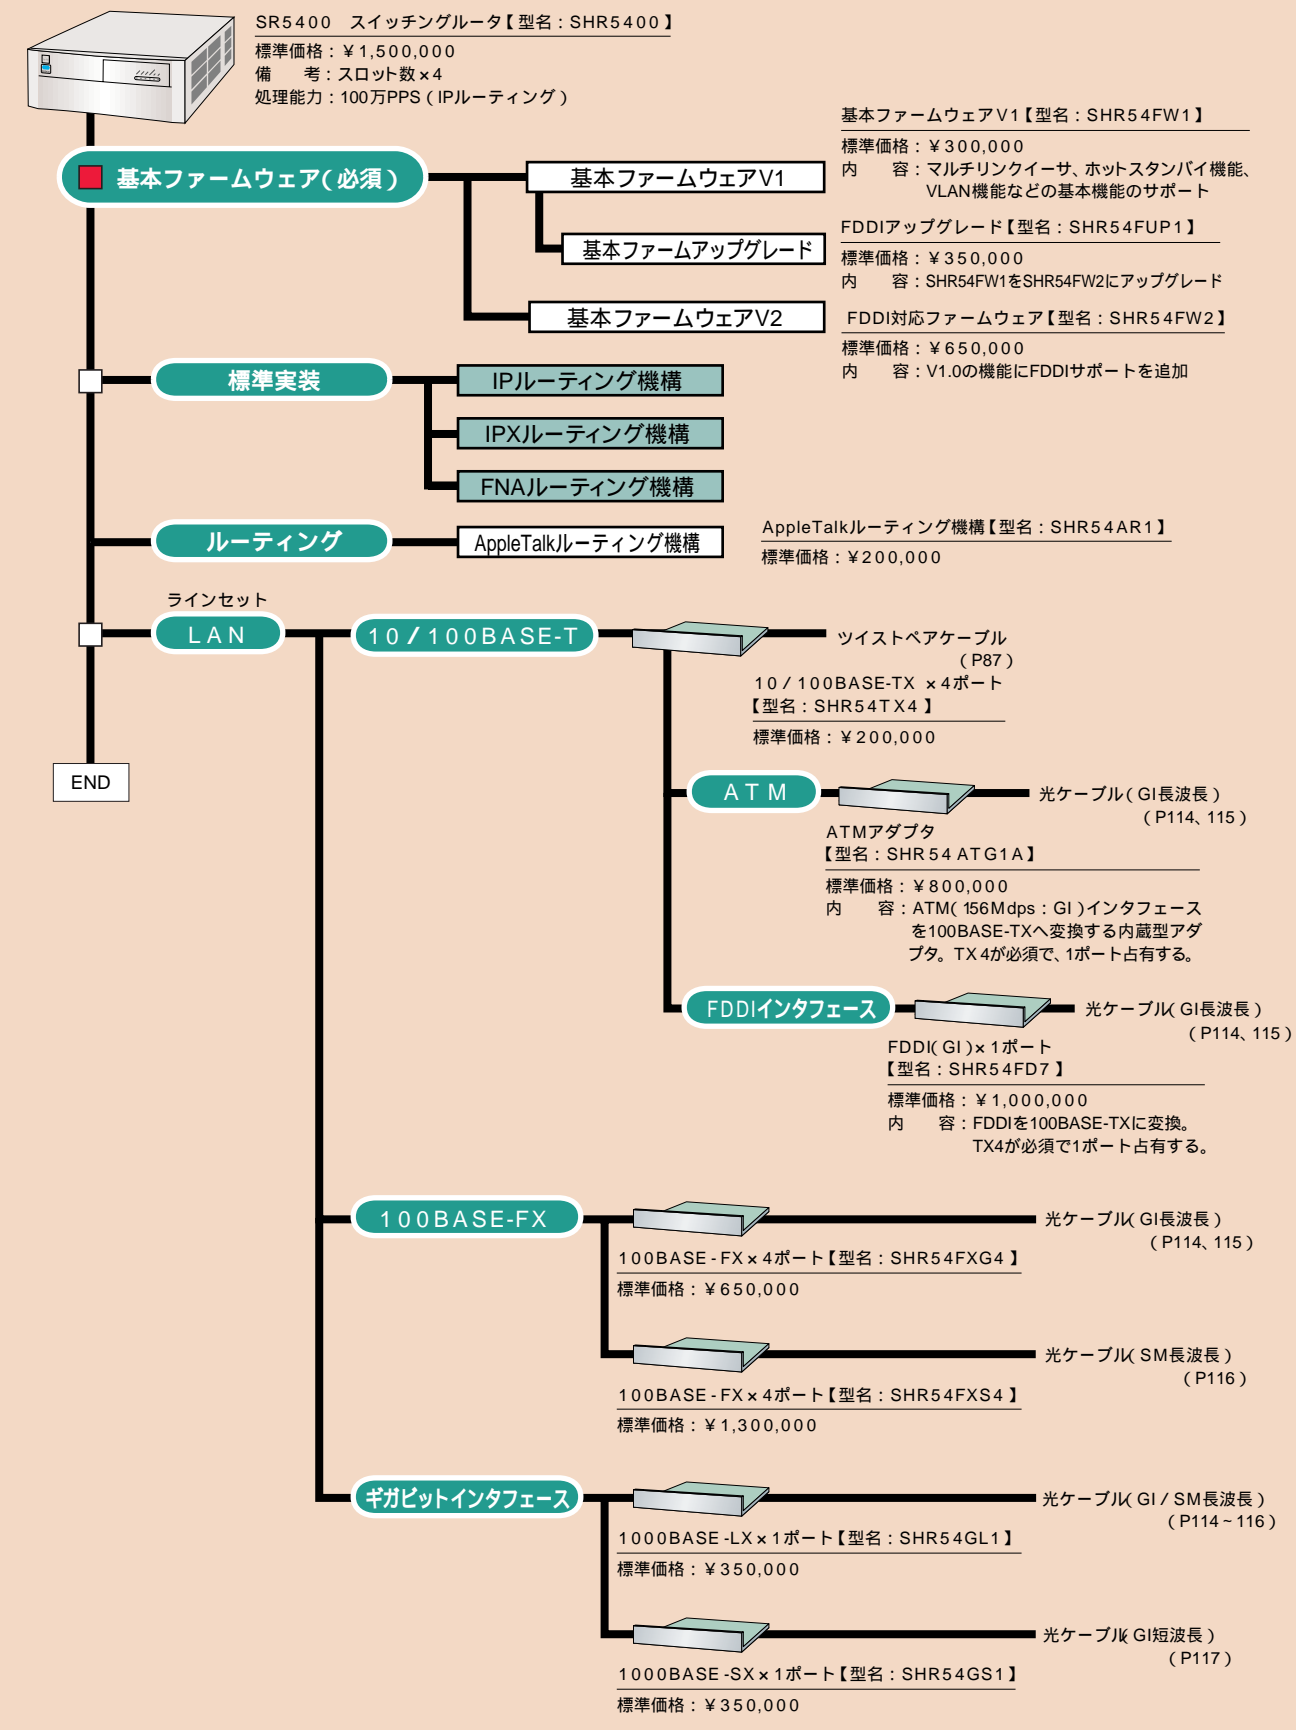 SR5400　スイッチングルータ【型名：SHR5400】
標準価格：￥1,500,000
備　　考：スロット数×4
処理能力：100万PPS（IPルーティング）
基本ファームウェア（必須）
基本ファームウェアV1
基本ファームウェアV1【型名：SHR54FW1】
標準価格：￥300,000
内　　容：マルチリンクイーサ、ホットスタンバイ機能、
VLAN機能などの基本機能のサポート
基本ファームアップグレード
FDDIアップグレード【型名：SHR54FUP1】
標準価格：￥350,000
内　　容：SHR54FW1をSHR54FW2にアップグレード
基本ファームウェアV2
FDDI対応ファームウェア【型名：SHR54FW2】
標準価格：￥650,000
内　　容：V1.0の機能にFDDIサポートを追加
標準実装
IPルーティング機構
IPXルーティング機構
FNAルーティング機構
ルーティング
AppleTalkルーティング機構
AppleTalkルーティング機構【型名：SHR54AR1】
標準価格：￥200,000
ラインセット
LAN
10/100BASE-T
ツイストペアケーブル
（P87）
10/100BASE-TX ×4ポート
【型名：SHR54TX4】
標準価格：￥200,000
END
ATM
光ケーブル（GI長波長）
（P114、115）
ATMアダプタ
【型名：SHR54ATG1A】
標準価格：￥800,000
内　　容：ATM（156Mdps：GI）インタフェース
を100BASE-TXへ変換する内蔵型アダ
プタ。TX4が必須で、1ポート占有する。
FDDIインタフェース
光ケーブル（GI長波長）
（P114、115）
FDDI（GI）×1ポート
【型名：SHR54FD7】
標準価格：￥1,000,000
内　　容：FDDIを100BASE-TXに変換。
TX4が必須で1ポート占有する。
100BASE-FX
光ケーブル（GI長波長）
（P114、115）
100BASE-FX×4ポート【型名：SHR54FXG4】
標準価格：￥650,000
光ケーブル（SM長波長）
（P116）
100BASE-FX×4ポート【型名：SHR54FXS4】
標準価格：￥1,300,000
ギガビットインタフェース
光ケーブル（GI/SM長波長）
（P114~116）
1000BASE-LX×1ポート【型名：SHR54GL1】
標準価格：￥350,000
光ケーブル（GI短波長）
（P117）
1000BASE-SX×1ポート【型名：SHR54GS1】
標準価格：￥350,000